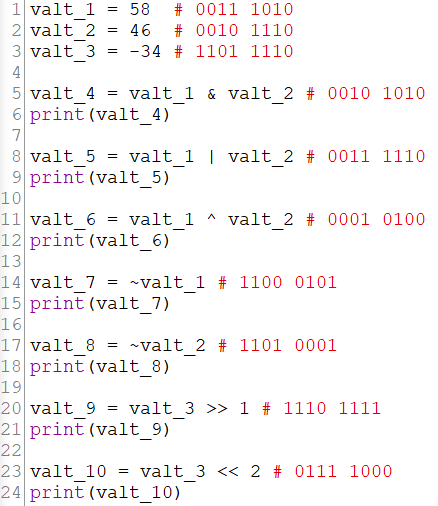 1 valt_1 = 58  # 0011 1010
2 valt_2 = 46  # 0010 1110
3 valt_3 = -34 # 1101 1110
4
5 valt_4 = valt_1 & valt_2 # 0010 1010
6 print(valt_4)
7
8 valt_5 = valt_1 | valt_2 # 0011 1110
9 print(valt_5)
10
11 valt_6 = valt_1 ^ valt_2 # 0001 0100
12 print(valt_6)
13
14 valt_7 = ~valt_1 # 1100 0101
15 print(valt_7)
16
17 valt_8 = ~valt_2 # 1101 0001
18 print(valt_8)
19
20 valt_9 = valt_3 >> 1 # 1110 1111
21 print(valt_9)
22
23 valt_10 = valt_3 << 2 # 0111 1000
24 print(valt_10)